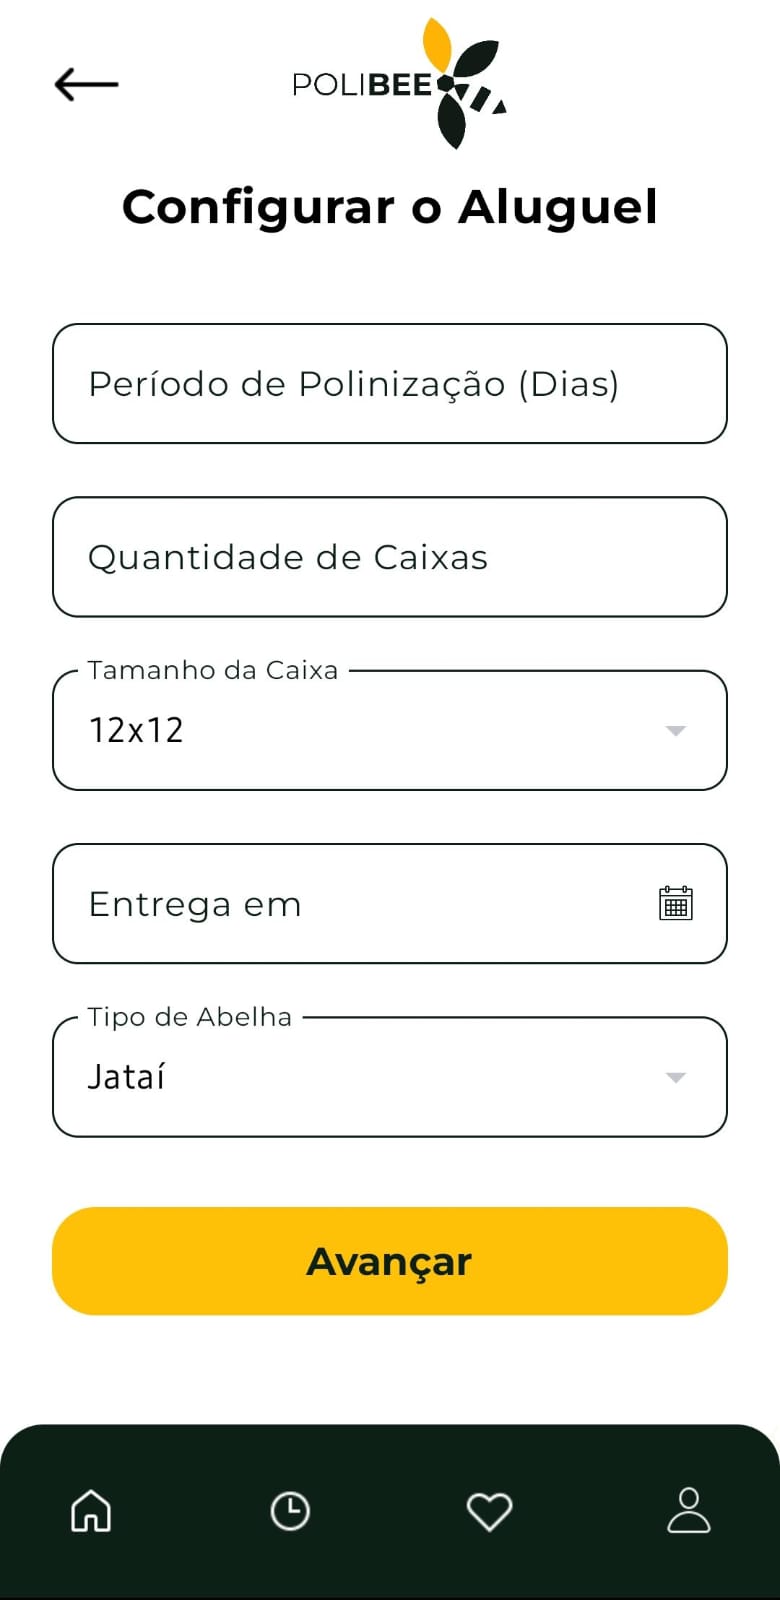 POLIBEE
Configurar o Aluguel
Período de Polinização (Dias)
Quantidade de Caixas
Tamanho da Caixa
12x12
Entrega em
Tipo de Abelha
Jataí
Avançar